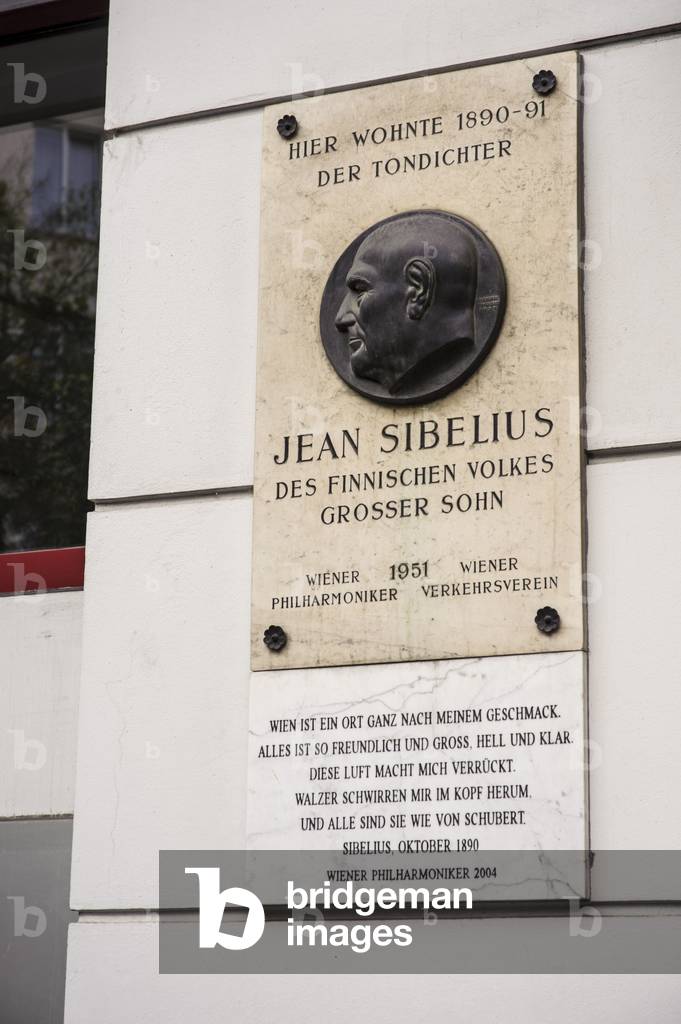 HIER WOHNTE 1890-91
DER TONDICHTER
JEAN SIBELIUS
DES FINNISCHEN VOLKES
GROSSER SOHN
WIENER 1951 WIENER
PHILHARMONIKER VERKEHRSVEREIN
WIEN IST EIN ORT GANZ NACH MEINEM GESCHMACK.
ALLES IST SO FREUNDLICH UND GROSS, HELL UND KLAR.
DIESE LUFT MACHT MICH VERRÜCKT.
WALZER SCHWIRREN MIR IM KOPF HERUM,
UND ALLE SIND SIE WIE VON SCHUBERT.
SIBELIUS, OKTOBER 1890
WIENER PHILHARMONIKER 2004
b bridgeman
images